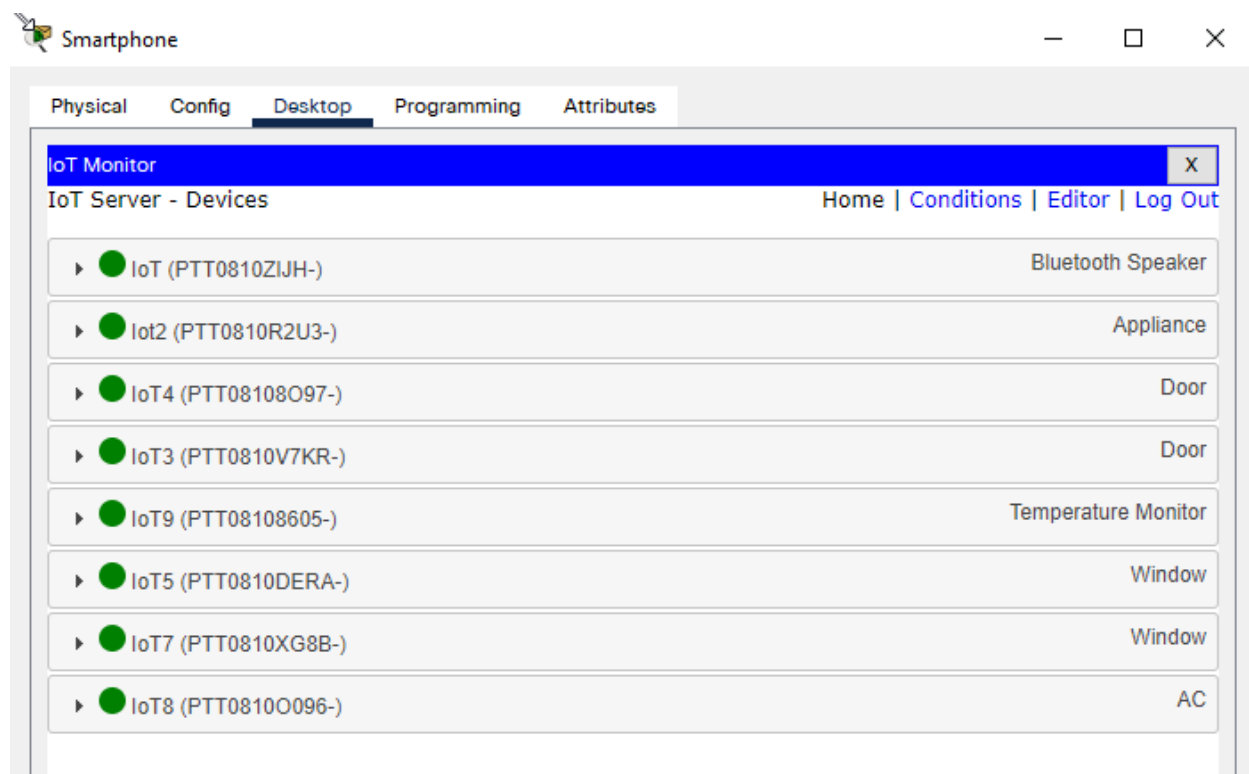 Smartphone
Physical Config Desktop Programming Attributes
IoT Monitor X
IoT Server - Devices Home | Conditions | Editor | Log Out
IoT (PTT0810ZIJH-) Bluetooth Speaker
Iot2 (PTT0810R2U3-) Appliance
IoT4 (PTT08108O97-) Door
IoT3 (PTT0810V7KR-) Door
IoT9 (PTT08108605-) Temperature Monitor
IoT5 (PTT0810DERA-) Window
IoT7 (PTT0810XG8B-) Window
IoT8 (PTT0810O096-) AC